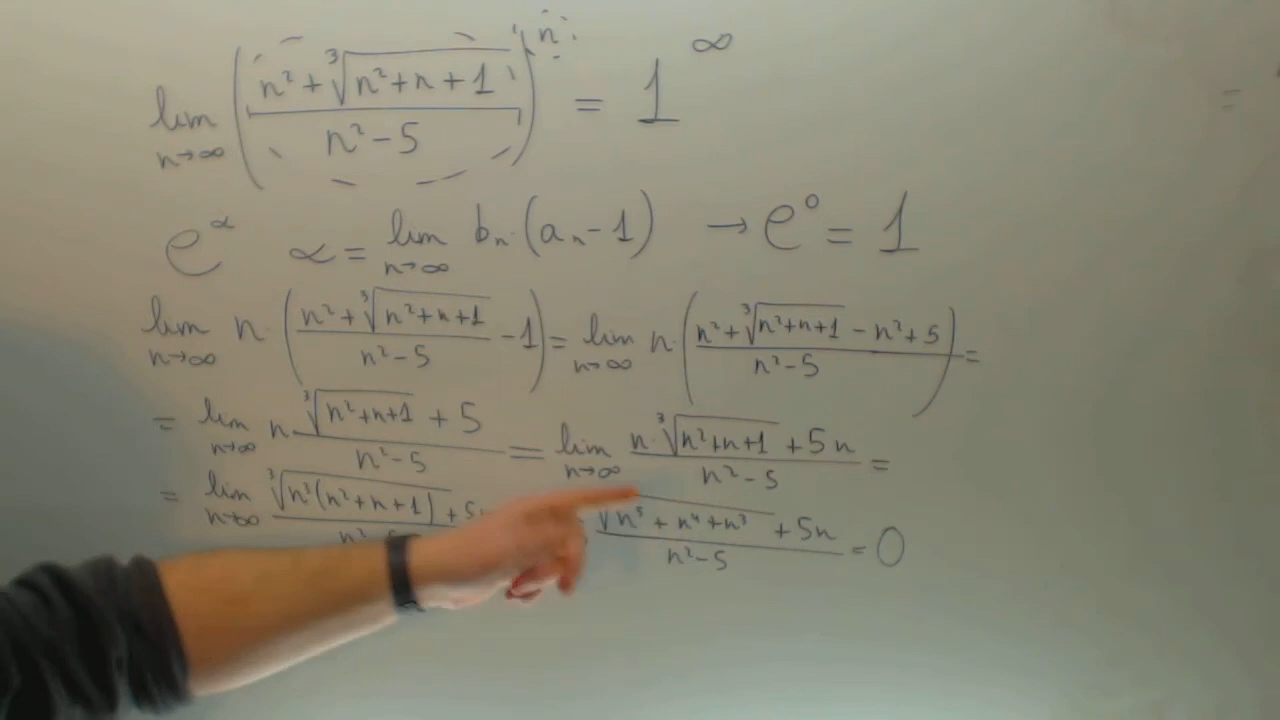 lim n→∞ ( (n² + ∛(n²+n+1)) / (n²-5) )ⁿ = 1^∞
e^α α = lim n→∞ bₙ·(aₙ-1) → e⁰ = 1
lim n→∞ n·( (n²+∛(n²+n+1)) / (n²-5) - 1 ) = lim n→∞ n·( (n²+∛(n²+n+1) - n²+5) / (n²-5) ) =
= lim n→∞ n· (∛(n²+n+1) + 5) / (n²-5) = lim n→∞ (n·∛(n²+n+1) + 5n) / (n²-5) =
= lim n→∞ ∛(n³(n²+n+1)) + 5 / n² √(n⁵+n⁴+n³) + 5n / (n²-5) = 0
=